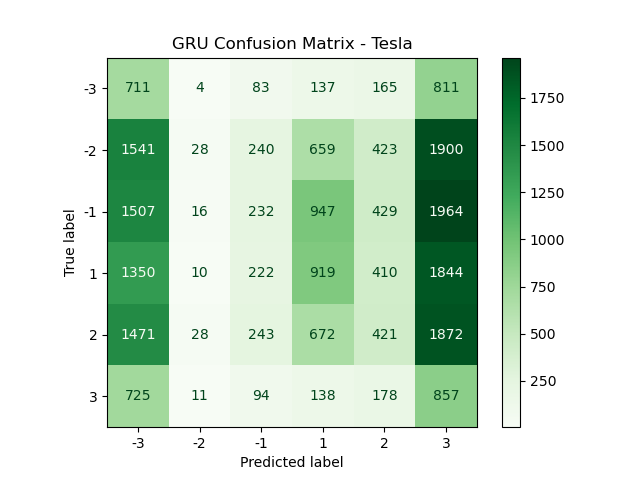 GRU Confusion Matrix - Tesla
-3 711 4 83 137 165 811
-2 1541 28 240 659 423 1900
-1 1507 16 232 947 429 1964
1 1350 10 222 919 410 1844
2 1471 28 243 672 421 1872
3 725 11 94 138 178 857
-3 -2 -1 1 2 3
Predicted label
True label
1750
1500
1250
1000
750
500
250